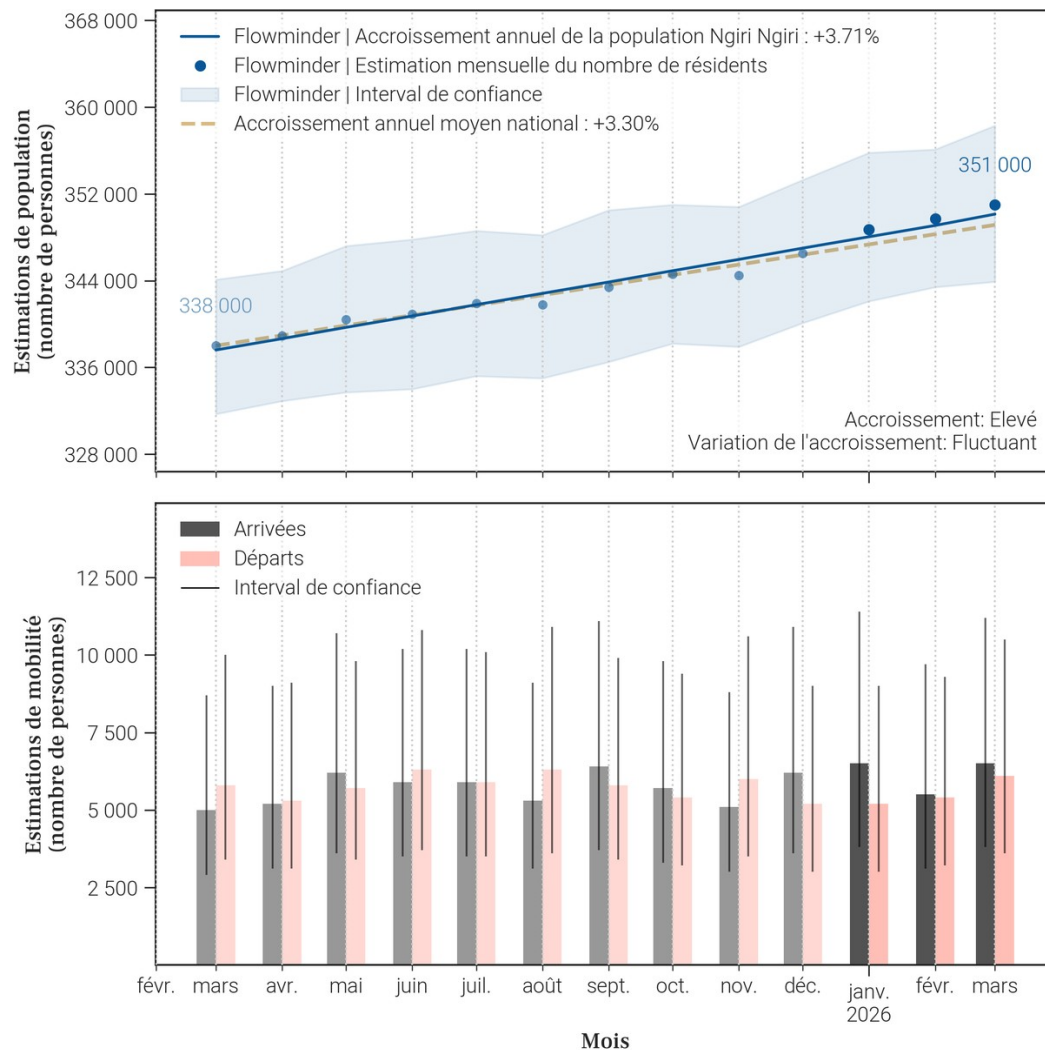 368 000
360 000
352 000
344 000
336 000
328 000
Estimations de population
(nombre de personnes)
Flowminder | Accroissement annuel de la population Ngiri Ngiri : +3.71%
Flowminder | Estimation mensuelle du nombre de résidents
Flowminder | Interval de confiance
Accroissement annuel moyen national : +3.30%
338 000
351 000
Accroissement: Elevé
Variation de l'accroissement: Fluctuant
12 500
10 000
7 500
5 000
2 500
Estimations de mobilité
(nombre de personnes)
Arrivées
Départs
Interval de confiance
févr. mars avr. mai juin juil. août sept. oct. nov. déc. janv. févr. mars
2026
Mois